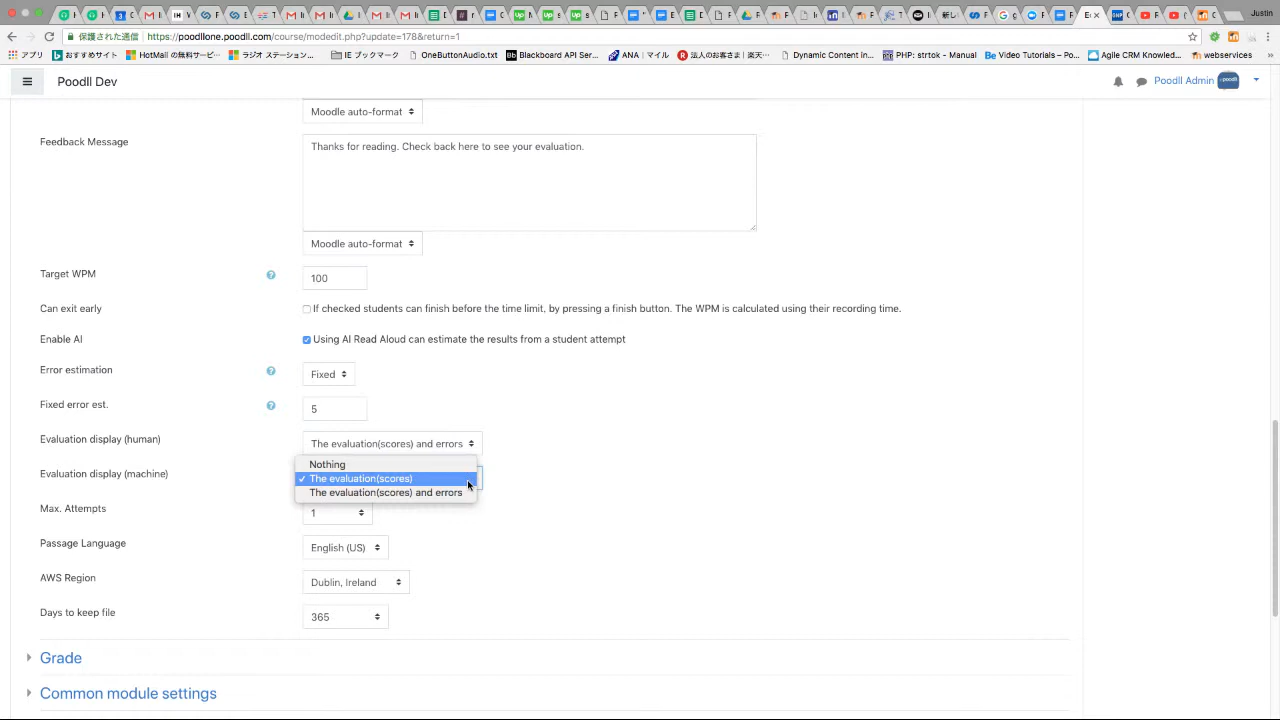 Justin
保護された通信 https://poodllone.poodll.com/course/modedit.php?update=178&return=1
アプリ おすすめサイト HotMail の無料サービ… ラジオ ステーション… IE ブックマーク OneButtonAudio.txt Blackboard API Ser… ANA｜マイル 法人のお客さま｜楽天… Dynamic Content in… PHP: strtok - Manual Video Tutorials – Po… Agile CRM Knowled… webservices »
Poodll Dev
Poodll Admin
Moodle auto-format
Feedback Message
Thanks for reading. Check back here to see your evaluation.
Moodle auto-format
Target WPM
100
Can exit early
If checked students can finish before the time limit, by pressing a finish button. The WPM is calculated using their recording time.
Enable AI
Using AI Read Aloud can estimate the results from a student attempt
Error estimation
Fixed
Fixed error est.
5
Evaluation display (human)
The evaluation(scores) and errors
Evaluation display (machine)
Nothing
✓ The evaluation(scores)
The evaluation(scores) and errors
Max. Attempts
1
Passage Language
English (US)
AWS Region
Dublin, Ireland
Days to keep file
365
Grade
Common module settings